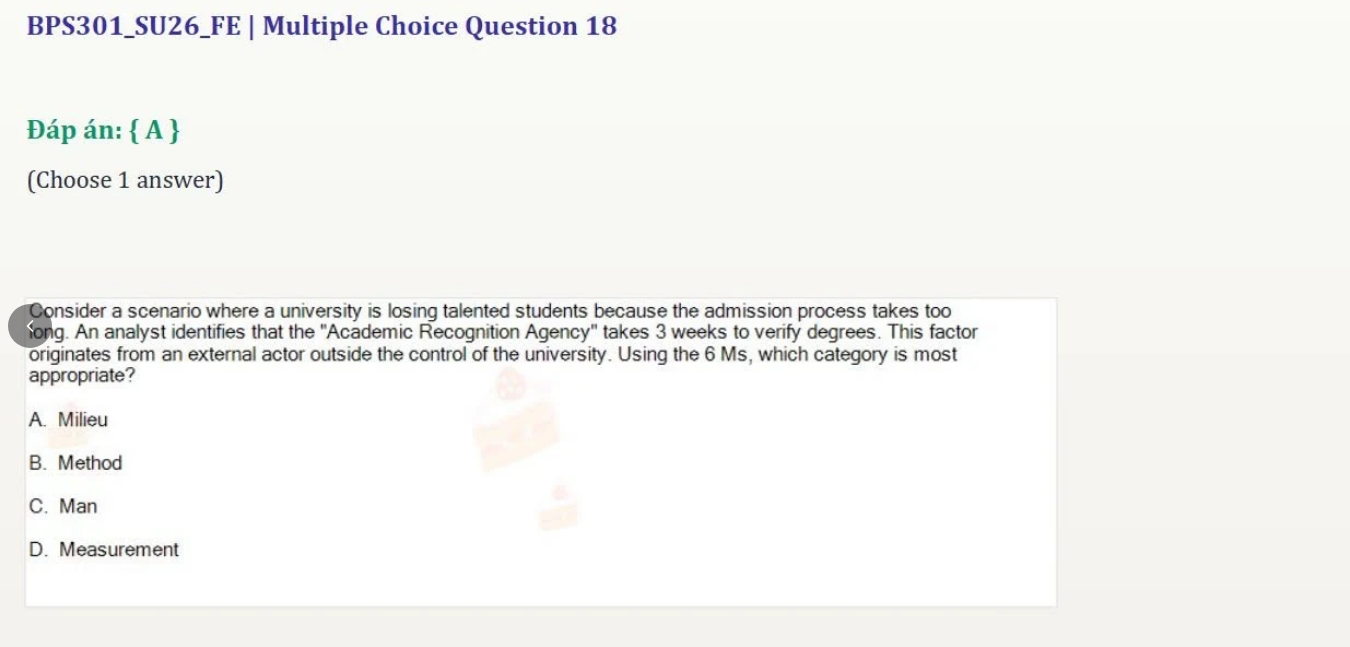 BPS301_SU26_FE | Multiple Choice Question 18
Đáp án: { A }
(Choose 1 answer)
Consider a scenario where a university is losing talented students because the admission process takes too
long. An analyst identifies that the "Academic Recognition Agency" takes 3 weeks to verify degrees. This factor
originates from an external actor outside the control of the university. Using the 6 Ms, which category is most
appropriate?
A. Milieu
B. Method
C. Man
D. Measurement